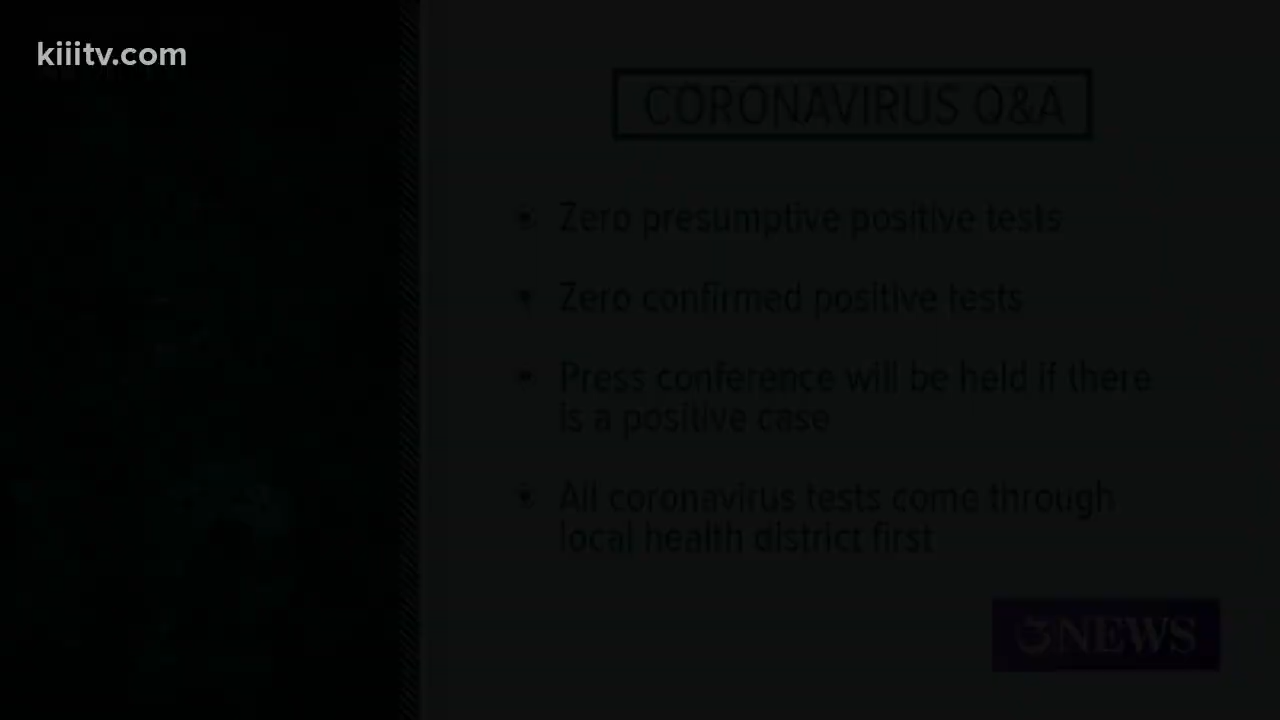 kiiitv.com
CORONAVIRUS Q&A
* Zero presumptive positive tests
* Zero confirmed positive tests
* Press conference will be held if there
is a positive case
* All coronavirus tests come through
local health district first
3NEWS